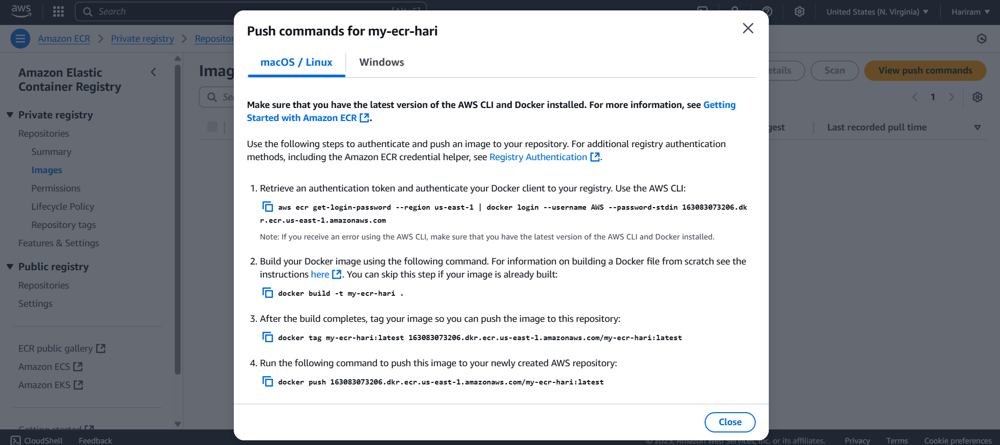 aws
Search
[Alt+S]
United States (N. Virginia)
Hariram
Amazon ECR
Private registry
Amazon Elastic
Container Registry
Private registry
Repositories
Summary
Images
Permissions
Lifecycle Policy
Repository tags
Features & Settings
Public registry
Repositories
Settings
ECR public gallery
Amazon ECS
Amazon EKS
Getting started
Scan
View push commands
1
Last recorded pull time
Push commands for my-ecr-hari
macOS / Linux
Windows
Make sure that you have the latest version of the AWS CLI and Docker installed. For more information, see Getting
Started with Amazon ECR.
Use the following steps to authenticate and push an image to your repository. For additional registry authentication
methods, including the Amazon ECR credential helper, see Registry Authentication.
1. Retrieve an authentication token and authenticate your Docker client to your registry. Use the AWS CLI:
aws ecr get-login-password --region us-east-1 | docker login --username AWS --password-stdin 163083073206.dk
r.ecr.us-east-1.amazonaws.com
Note: If you receive an error using the AWS CLI, make sure that you have the latest version of the AWS CLI and Docker installed.
2. Build your Docker image using the following command. For information on building a Docker file from scratch see the
instructions here. You can skip this step if your image is already built:
docker build -t my-ecr-hari .
3. After the build completes, tag your image so you can push the image to this repository:
docker tag my-ecr-hari:latest 163083073206.dkr.ecr.us-east-1.amazonaws.com/my-ecr-hari:latest
4. Run the following command to push this image to your newly created AWS repository:
docker push 163083073206.dkr.ecr.us-east-1.amazonaws.com/my-ecr-hari:latest
Close
CloudShell
Feedback
© 2025, Amazon Web Services, Inc. or its affiliates.
Privacy
Terms
Cookie preferences